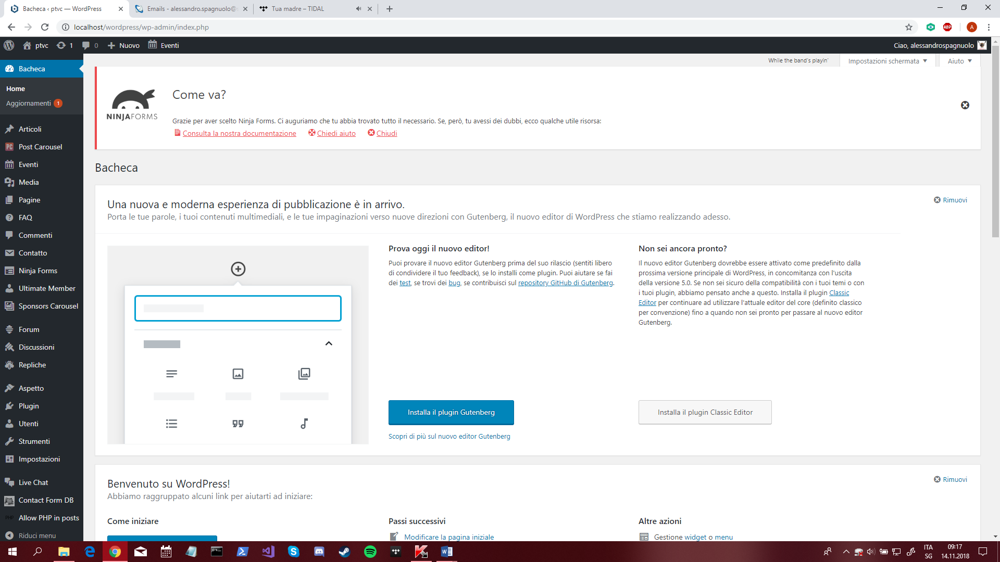 Bacheca ‹ ptvc — WordPress
Emails - alessandro.spagnuolo@
Tua madre – TIDAL
localhost/wordpress/wp-admin/index.php
ABP
A
ptvc
1
0
Nuovo
Eventi
Ciao, alessandrospagnuolo
Bacheca
Home
Aggiornamenti 1
Articoli
PC
Post Carousel
Eventi
Media
Pagine
FAQ
Commenti
Contatto
Ninja Forms
Ultimate Member
Sponsors Carousel
Forum
Discussioni
Repliche
Aspetto
Plugin
Utenti
Strumenti
Impostazioni
Live Chat
Contact Form DB
PHP
Allow PHP in posts
Riduci menu
While the band's playin'
Impostazioni schermata
Aiuto
NINJAFORMS
Come va?
Grazie per aver scelto Ninja Forms. Ci auguriamo che tu abbia trovato tutto il necessario. Se, però, tu avessi dei dubbi, ecco qualche utile risorsa:
Consulta la nostra documentazione
Chiedi aiuto
Chiudi
Bacheca
Una nuova e moderna esperienza di pubblicazione è in arrivo.
Rimuovi
Porta le tue parole, i tuoi contenuti multimediali, e le tue impaginazioni verso nuove direzioni con Gutenberg, il nuovo editor di WordPress che stiamo realizzando adesso.
Prova oggi il nuovo editor!
Puoi provare il nuovo editor Gutenberg prima del suo rilascio (sentiti libero
di condividere il tuo feedback), se lo installi come plugin. Puoi aiutare se fai
dei test, se trovi dei bug, se contribuisci sul repository GitHub di Gutenberg.
Installa il plugin Gutenberg
Scopri di più sul nuovo editor Gutenberg
Non sei ancora pronto?
Il nuovo editor Gutenberg dovrebbe essere attivato come predefinito dalla
prossima versione principale di WordPress, in concomitanza con l'uscita
della versione 5.0. Se non sei sicuro della compatibilità con i tuoi temi o con
i tuoi plugin, abbiamo pensato anche a questo. Installa il plugin Classic
Editor per continuare ad utilizzare l'attuale editor del core (definito classico
per convenzione) fino a quando non sei pronto per passare al nuovo editor
Gutenberg.
Installa il plugin Classic Editor
Benvenuto su WordPress!
Rimuovi
Abbiamo raggruppato alcuni link per aiutarti ad iniziare:
Come iniziare
Passi successivi
Modificare la pagina iniziale
Altre azioni
Gestione widget o menu
ITA
SG
09:17
14.11.2018